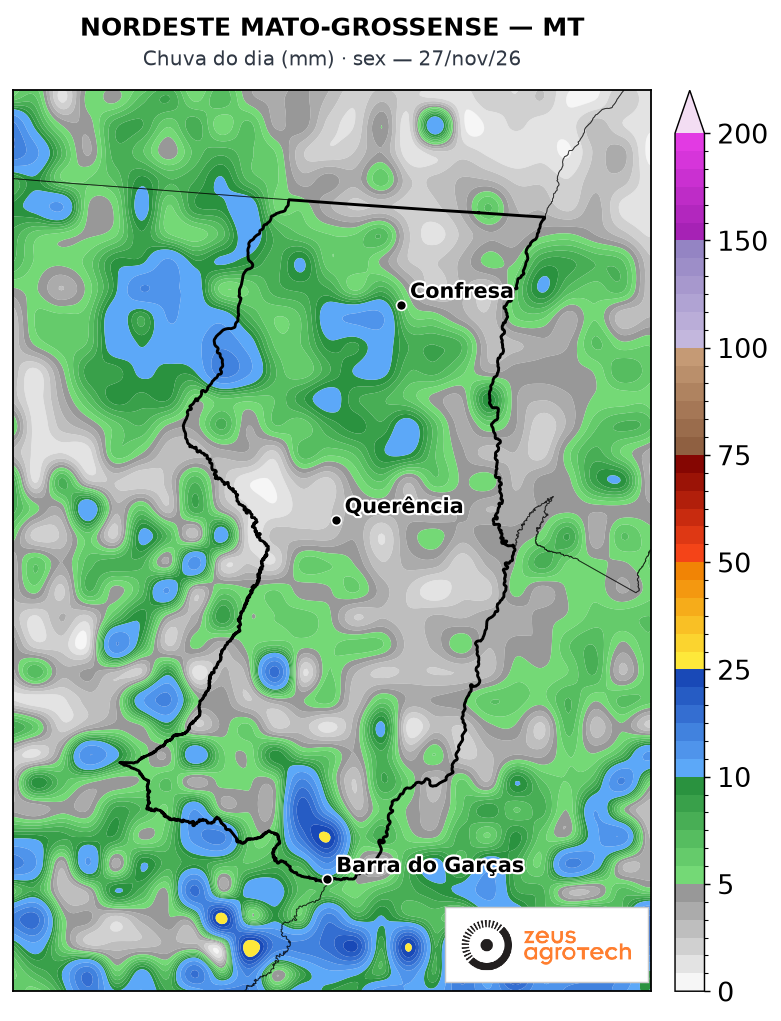 NORDESTE MATO-GROSSENSE — MT
Chuva do dia (mm) · sex — 27/nov/26
Confresa
Querência
Barra do Garças
200
150
100
75
50
25
10
5
0
zeus
agrotech